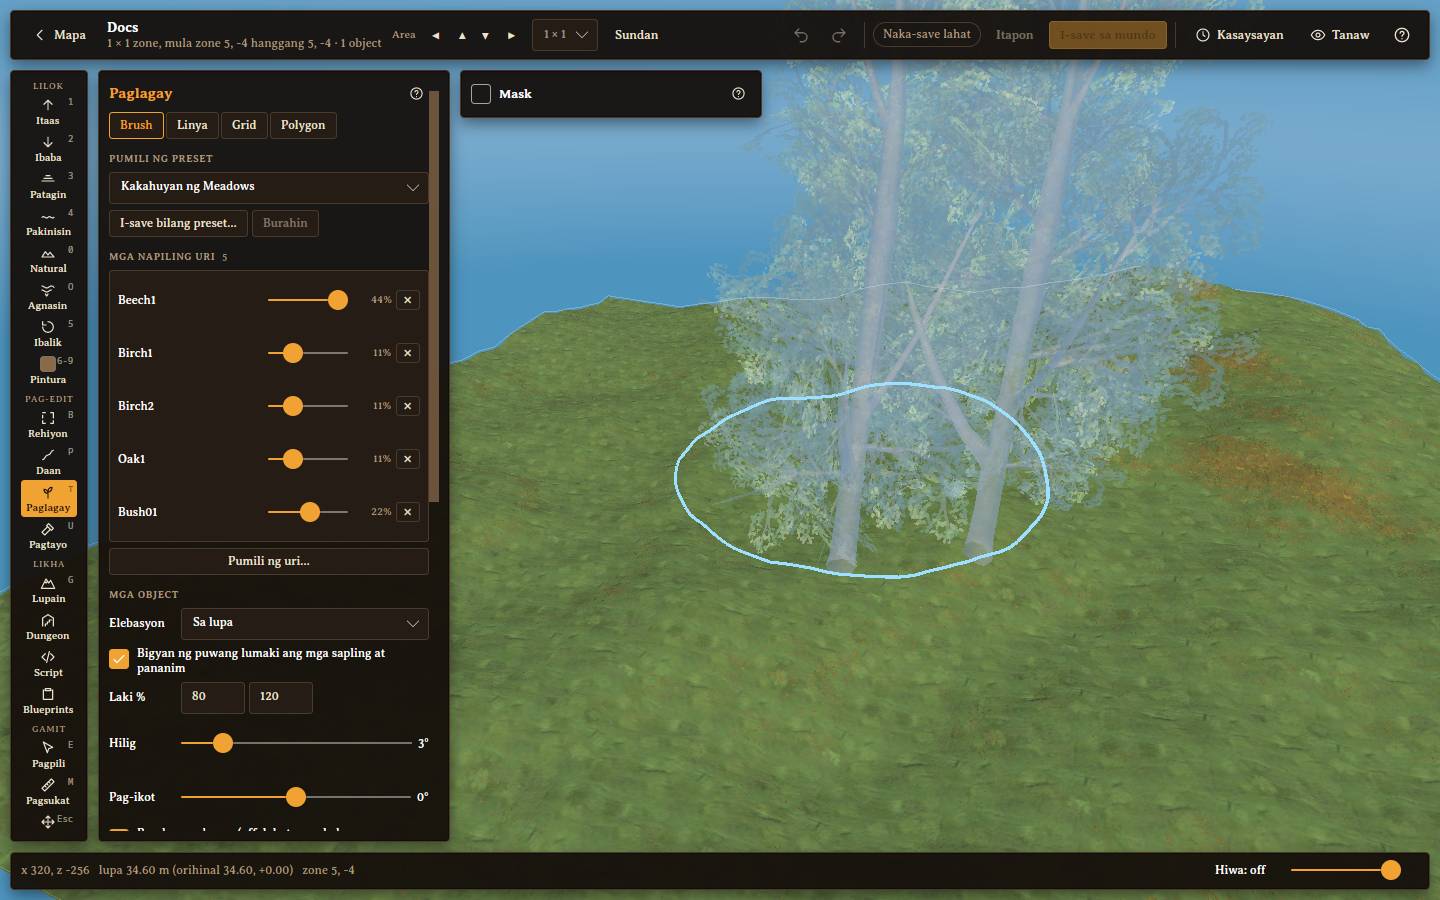 Mapa
Docs
1 × 1 zone, mula zone 5, -4 hanggang 5, -4 · 1 object
Area
1 × 1
Sundan
Naka-save lahat
Itapon
I-save sa mundo
Kasaysayan
Tanaw
LILOK
1
Itaas
2
Ibaba
3
Patagin
4
Pakinisin
0
Natural
O
Agnasin
5
Ibalik
6-9
Pintura
PAG-EDIT
B
Rehiyon
P
Daan
T
Paglagay
U
Pagtayo
LIKHA
G
Lupain
Dungeon
Script
Blueprints
GAMIT
E
Pagpili
M
Pagsukat
Esc
Paglagay
Brush
Linya
Grid
Polygon
PUMILI NG PRESET
Kakahuyan ng Meadows
I-save bilang preset...
Burahin
MGA NAPILING URI 5
Beech1 44%
Birch1 11%
Birch2 11%
Oak1 11%
Bush01 22%
Pumili ng uri...
MGA OBJECT
Elebasyon
Sa lupa
Bigyan ng puwang lumaki ang mga sapling at
pananim
Laki %
80
120
Hilig
3°
Pag-ikot
0°
Mask
x 320, z -256 lupa 34.60 m (orihinal 34.60, +0.00) zone 5, -4
Hiwa: off